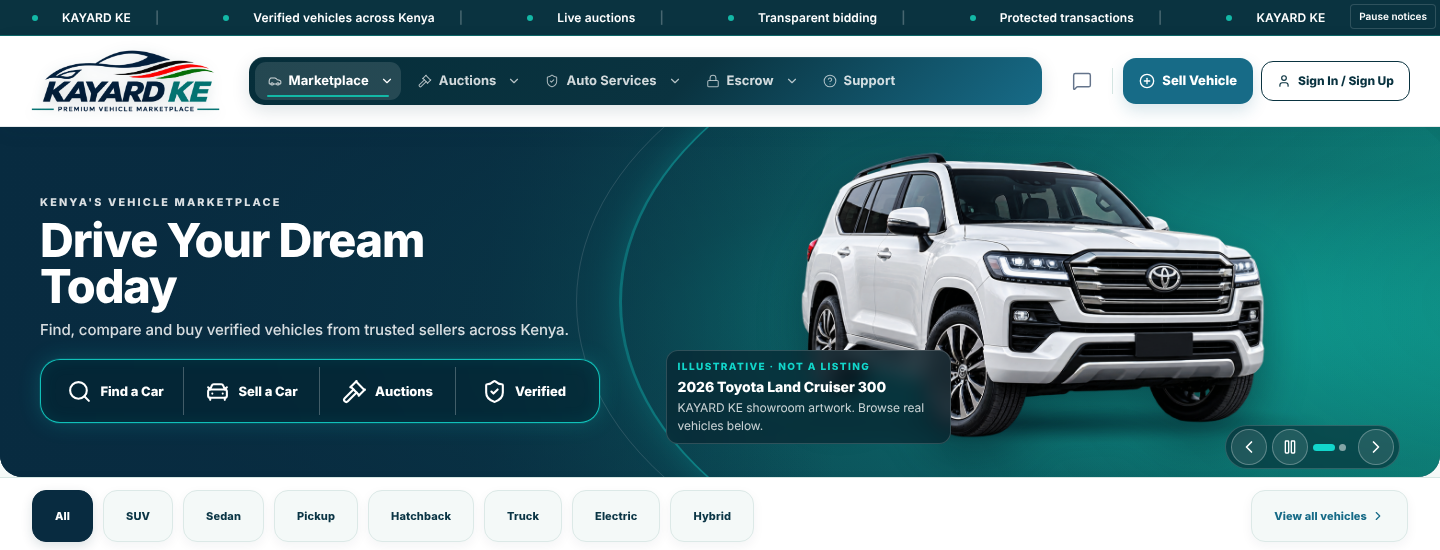 KAYARD KE | Verified vehicles across Kenya | Live auctions | Transparent bidding | Protected transactions | KAYARD KE
Pause notices
KAYARD KE
PREMIUM VEHICLE MARKETPLACE
Marketplace
Auctions
Auto Services
Escrow
Support
Sell Vehicle
Sign In / Sign Up
KENYA'S VEHICLE MARKETPLACE
Drive Your Dream
Today
Find, compare and buy verified vehicles from trusted sellers across Kenya.
Find a Car
Sell a Car
Auctions
Verified
ILLUSTRATIVE · NOT A LISTING
2026 Toyota Land Cruiser 300
KAYARD KE showroom artwork. Browse real
vehicles below.
All
SUV
Sedan
Pickup
Hatchback
Truck
Electric
Hybrid
View all vehicles